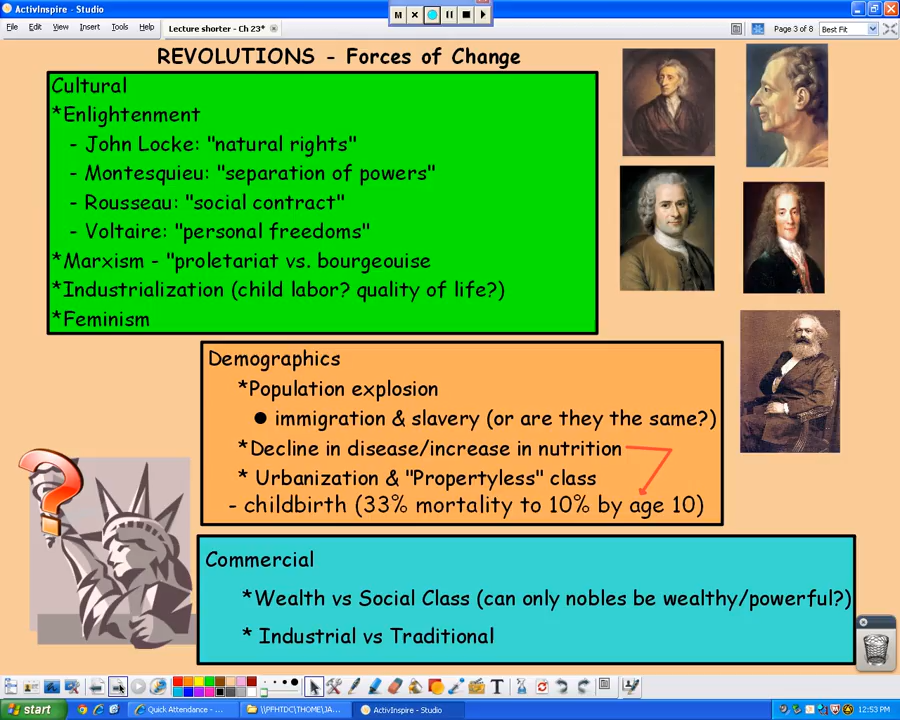 ActivInspire - Studio
M
File Edit View Insert Tools Help Lecture shorter - Ch 23* Page 3 of 8 Best Fit
REVOLUTIONS - Forces of Change
Cultural
*Enlightenment
- John Locke: "natural rights"
- Montesquieu: "separation of powers"
- Rousseau: "social contract"
- Voltaire: "personal freedoms"
*Marxism - "proletariat vs. bourgeouise
*Industrialization (child labor? quality of life?)
*Feminism
Demographics
*Population explosion
● immigration & slavery (or are they the same?)
*Decline in disease/increase in nutrition
* Urbanization & "Propertyless" class
- childbirth (33% mortality to 10% by age 10)
?
Commercial
*Wealth vs Social Class (can only nobles be wealthy/powerful?)
* Industrial vs Traditional
T
start Quick Attendance - ... \\PPHTDC\THOME\JA... ActivInspire - Studio 12:53 PM